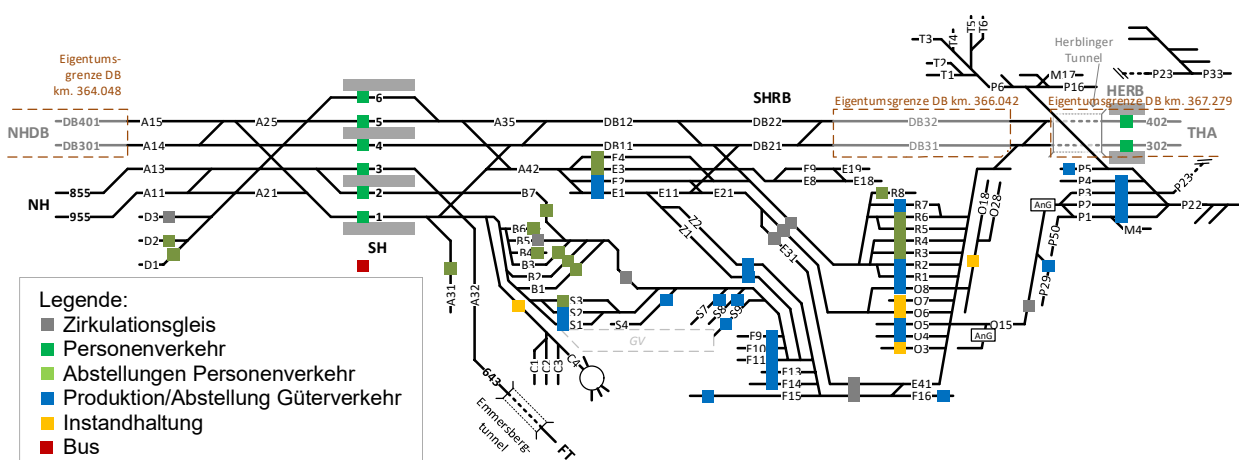 T3
T4
T5
T6
T2
T1
P6
M17
P16
Herblinger
Tunnel
HERB
P23
P33
Eigentums-
grenze DB
km. 364.048
SHRB
Eigentumsgrenze DB km. 366.042
Eigentumsgrenze DB km. 367.279
NHDB
DB401
A15
A25
6
5
A35
DB12
DB22
DB32
402
THA
DB301
A14
4
DB21
DB31
302
A13
3
A42
F4
E3
E1
F9
E19
E8
E18
P5
P4
P3
P2
P1
P23
P22
M4
NH
855
A11
A21
2
B7
E11
E21
R8
R7
R6
R5
R4
R3
R2
R1
O8
O7
O6
O5
O3
O15
O18
O28
AnG
P50
P29
AnG
955
1
D3
D2
D1
SH
A31
A32
B6
B3
B2
B1
Z2
Z1
E31
S3
S2
S1
S4
S7
S8
S9
GV
F9
F10
F11
F13
F14
F15
E41
F16
C1
C2
C3
C4
643
Emmersberg-
tunnel
FT
Legende:
Zirkulationsgleis
Personenverkehr
Abstellungen Personenverkehr
Produktion/Abstellung Güterverkehr
Instandhaltung
Bus